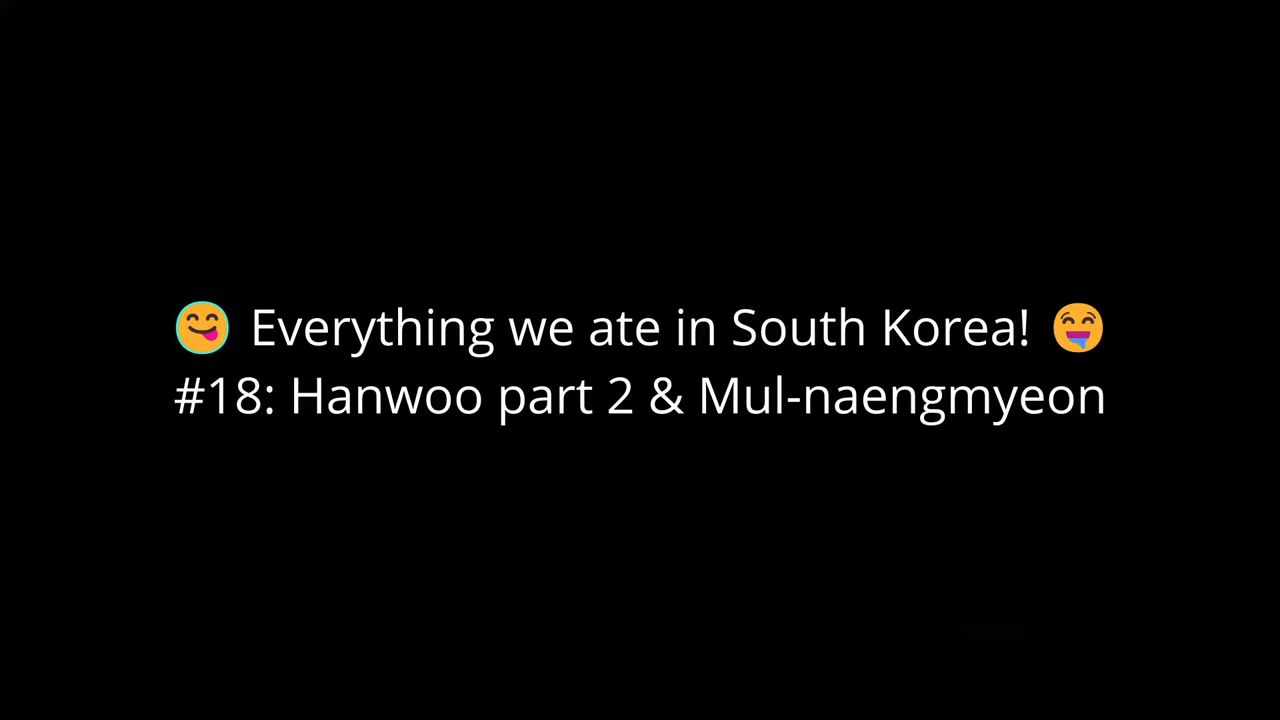 😋 Everything we ate in South Korea! 🤤
#18: Hanwoo part 2 & Mul-naengmyeon